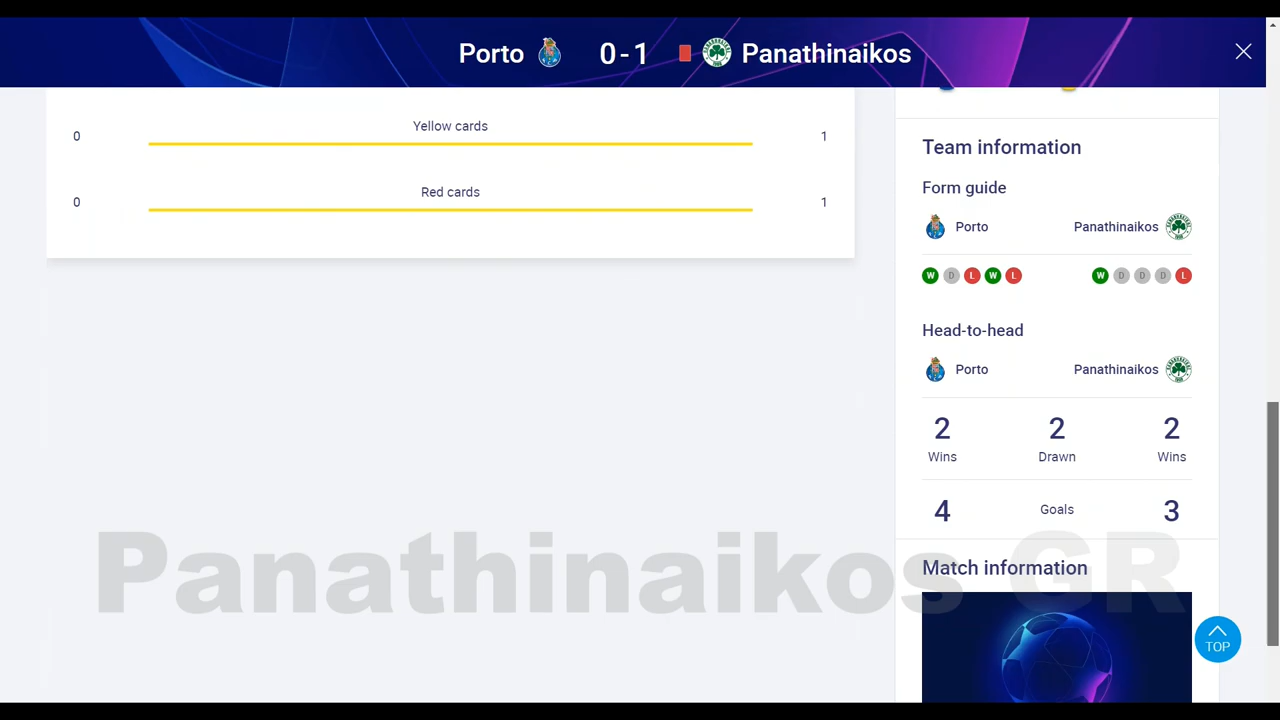 Porto 0 - 1 Panathinaikos
Yellow cards
0 1
Red cards
0 1
Team information
Form guide
Porto Panathinaikos
W D L W L W D D D L
Head-to-head
Porto Panathinaikos
2 2 2
Wins Drawn Wins
4 Goals 3
Match information
Panathinaikos GR
TOP